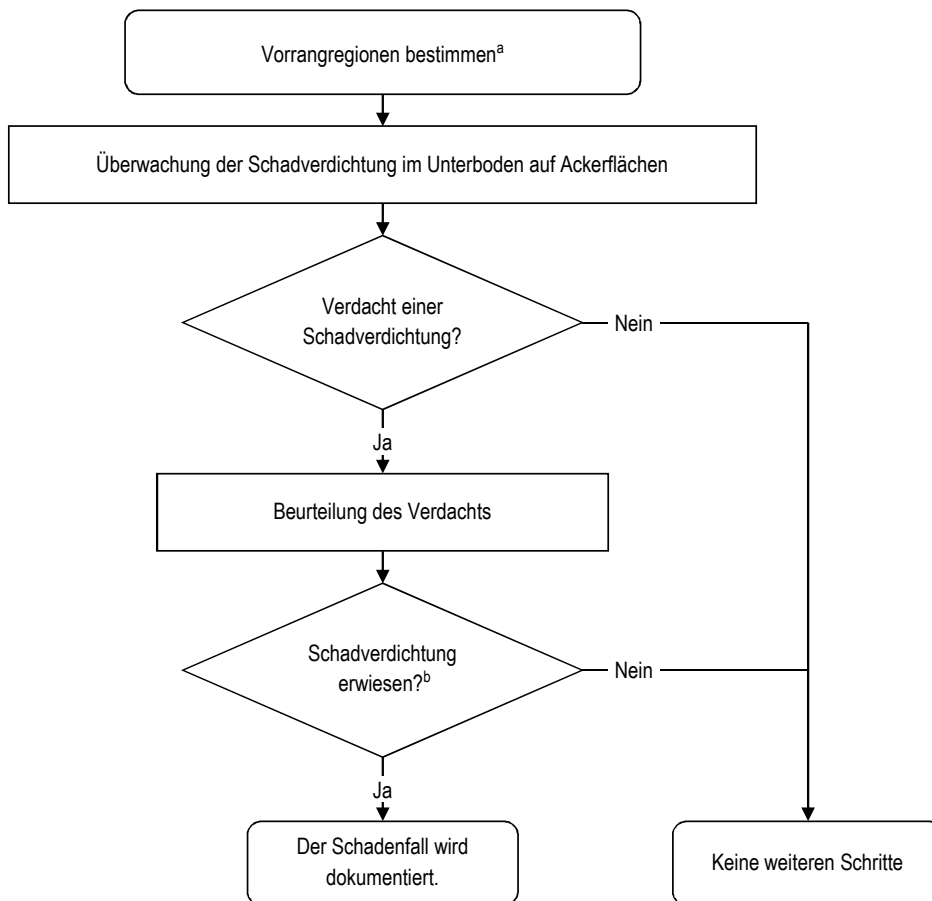 Vorrangregionen bestimmenᵃ
Überwachung der Schadverdichtung im Unterboden auf Ackerflächen
Verdacht einer
Schadverdichtung?
Nein
Ja
Beurteilung des Verdachts
Schadverdichtung
erwiesen?ᵇ
Nein
Ja
Der Schadenfall wird
dokumentiert.
Keine weiteren Schritte